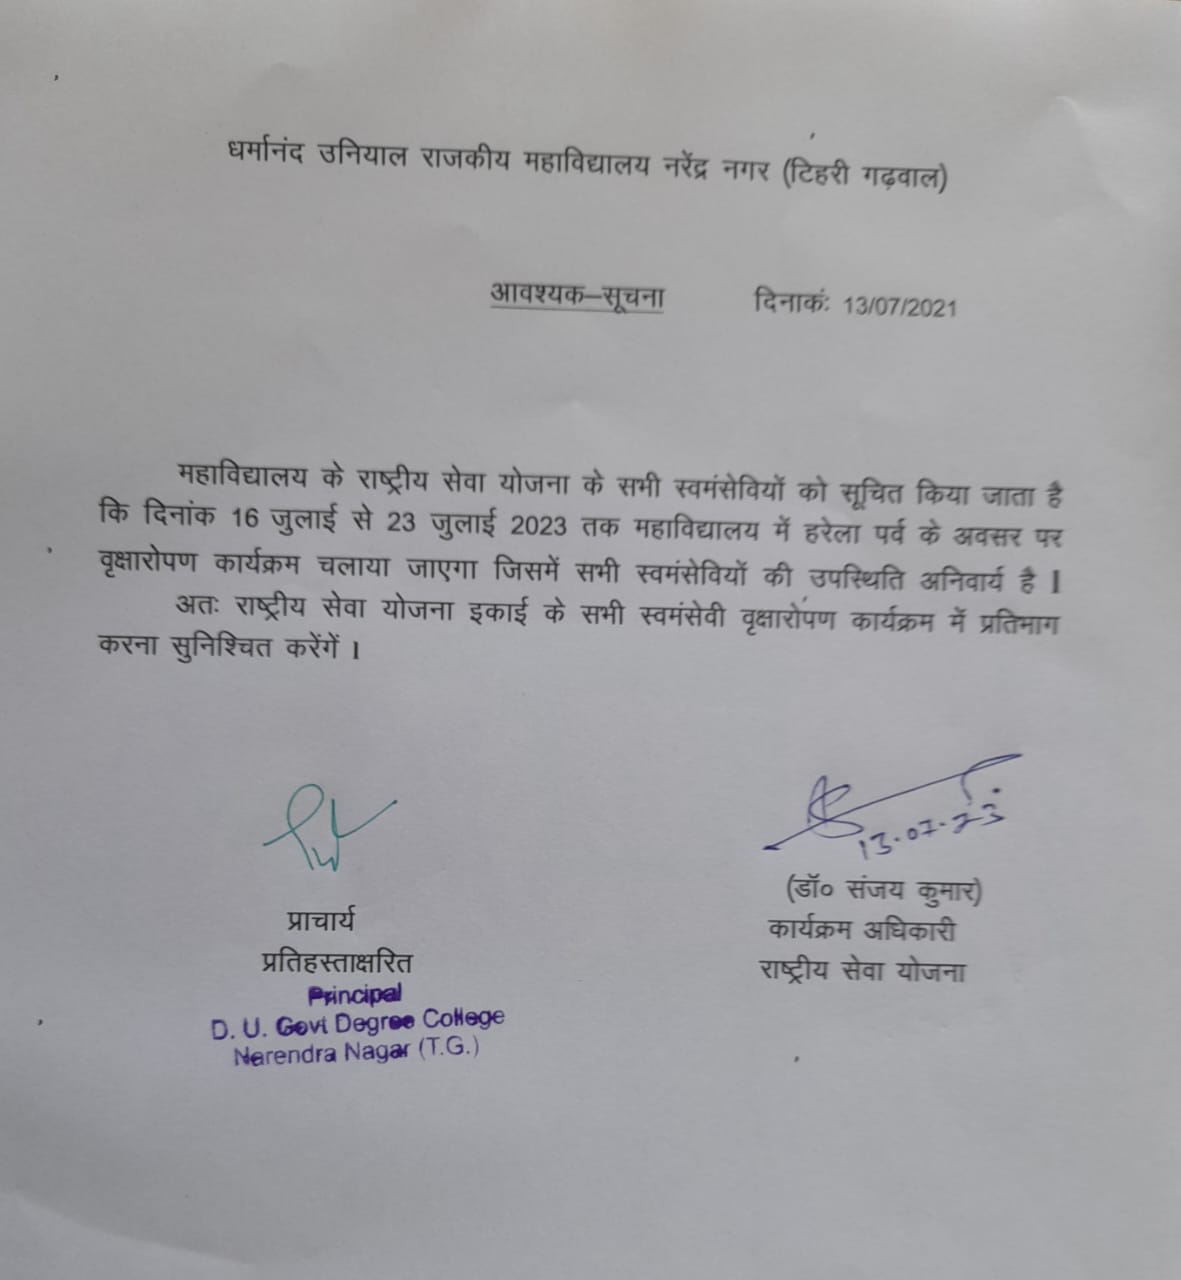 धर्मानंद उनियाल राजकीय महाविद्यालय नरेंद्र नगर (टिहरी गढ़वाल)
आवश्यक–सूचना दिनाकंः 13/07/2021
महाविद्यालय के राष्ट्रीय सेवा योजना के सभी स्वमंसेवियों को सूचित किया जाता है
कि दिनांक 16 जुलाई से 23 जुलाई 2023 तक महाविद्यालय में हरेला पर्व के अवसर पर
वृक्षारोपण कार्यक्रम चलाया जाएगा जिसमें सभी स्वमंसेवियों की उपस्थिति अनिवार्य है।
अतः राष्ट्रीय सेवा योजना इकाई के सभी स्वमंसेवी वृक्षारोपण कार्यक्रम में प्रतिमाग
करना सुनिश्चित करेंगें।
13.07.23
(डॉ० संजय कुमार)
कार्यक्रम अधिकारी
राष्ट्रीय सेवा योजना
प्राचार्य
प्रतिहस्ताक्षरित
Principal
D. U. Govt Degree College
Narendra Nagar (T.G.)